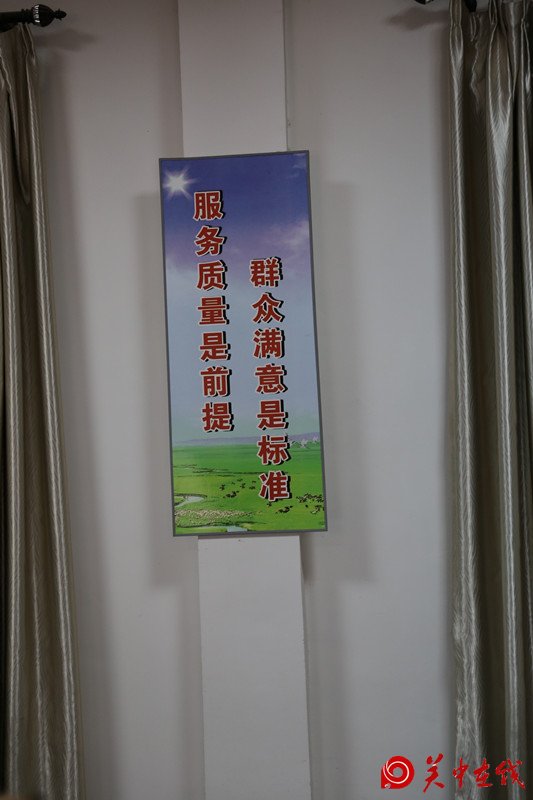 服务质量是前提
群众满意是标准
关中在线